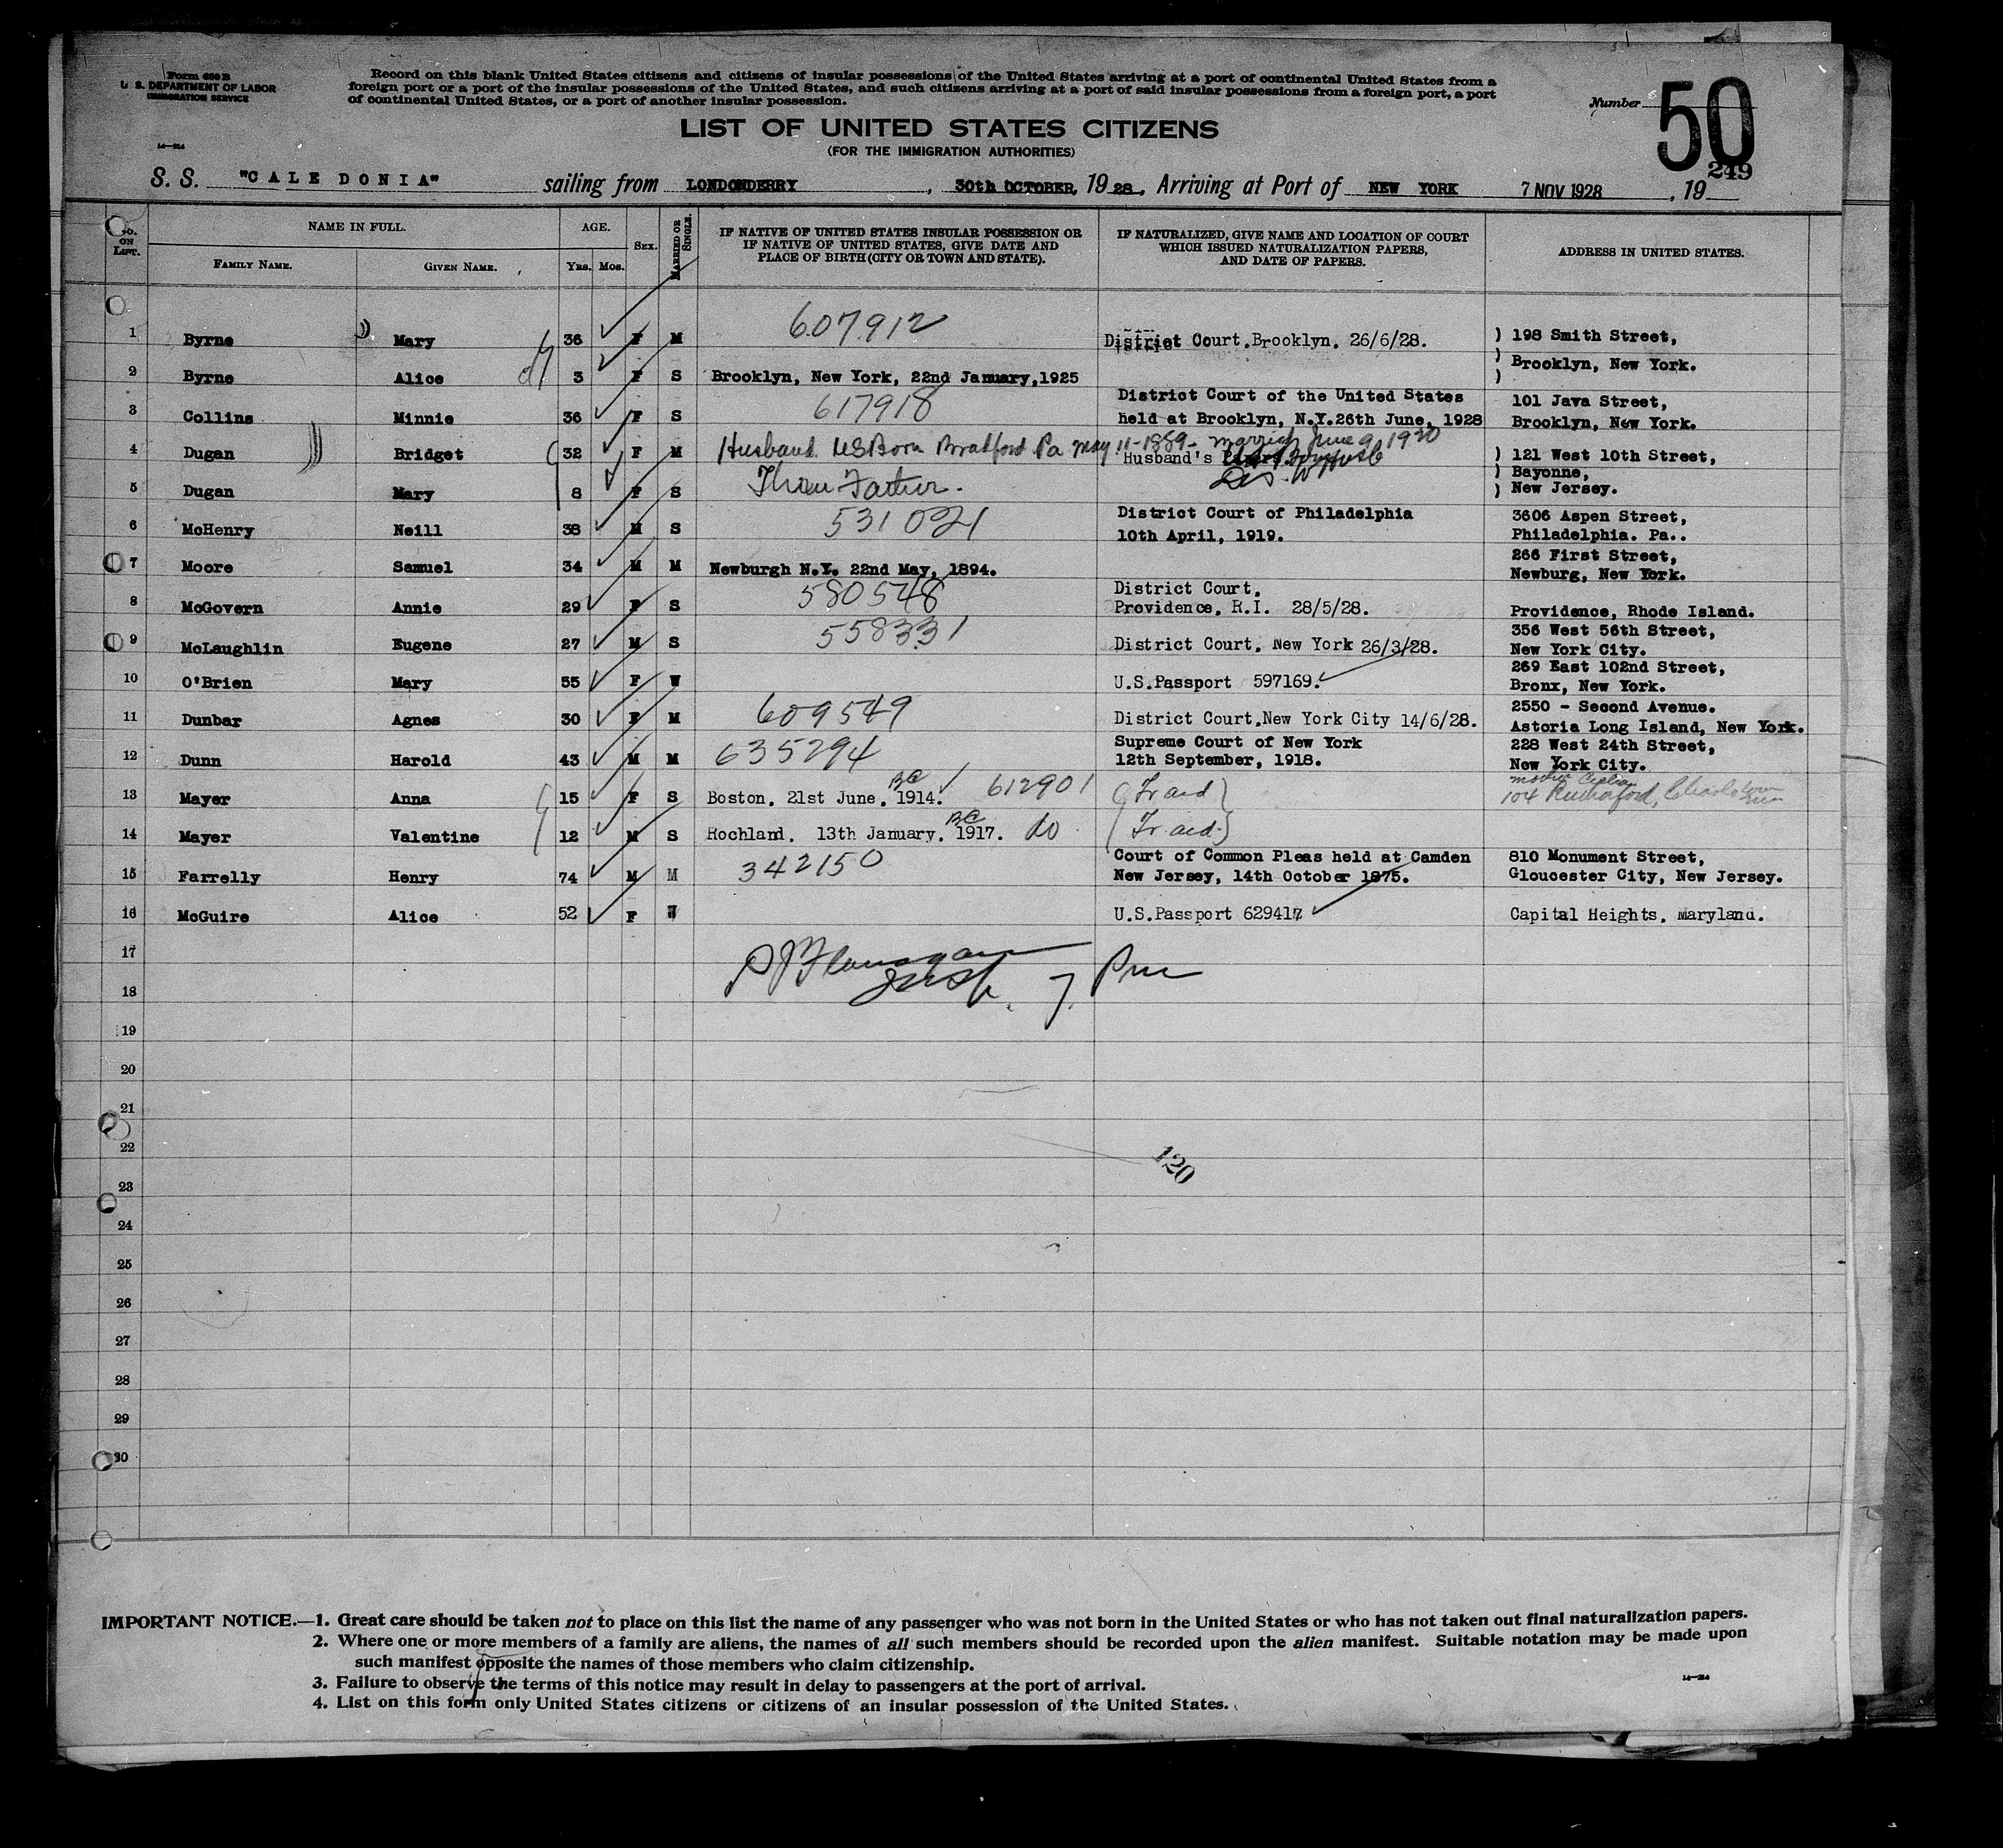 Form 630 B
U. S. DEPARTMENT OF LABOR
IMMIGRATION SERVICE
Record on this blank United States citizens and citizens of insular possessions of the United States arriving at a port of continental United States from a
foreign port or a port of the insular possessions of the United States, and such citizens arriving at a port of said insular possessions from a foreign port, a port
of continental United States, or a port of another insular possession.
Number 50
249
LIST OF UNITED STATES CITIZENS
(FOR THE IMMIGRATION AUTHORITIES)
S. S. "CALEDONIA" sailing from LONDONDERRY, 30th OCTOBER, 1928, Arriving at Port of NEW YORK 7 NOV 1928, 19
No. ON LIST. NAME IN FULL. FAMILY NAME. GIVEN NAME. AGE. YRS. MOS. SEX. MARRIED OR SINGLE. IF NATIVE OF UNITED STATES INSULAR POSSESSION OR IF NATIVE OF UNITED STATES, GIVE DATE AND PLACE OF BIRTH (CITY OR TOWN AND STATE). IF NATURALIZED, GIVE NAME AND LOCATION OF COURT WHICH ISSUED NATURALIZATION PAPERS, AND DATE OF PAPERS. ADDRESS IN UNITED STATES.
1 Byrne Mary 36 F M 607912 District Court, Brooklyn, 26/6/28. ) 198 Smith Street,
) Brooklyn, New York.
2 Byrne Alice 3 F S Brooklyn, New York, 22nd January, 1925 )
3 Collins Minnie 36 F S 617918 District Court of the United States held at Brooklyn, N.Y. 26th June, 1928 101 Java Street, Brooklyn, New York.
4 Dugan Bridget 32 F M Husband US Born Bradford Pa May 11-1889- married June 9, 1920 Husband's ) 121 West 10th Street,
) Bayonne,
5 Dugan Mary 8 F S Thru Father. ) New Jersey.
6 McHenry Neill 38 M S 531021 District Court of Philadelphia 10th April, 1919. 3606 Aspen Street, Philadelphia. Pa..
7 Moore Samuel 34 M M Newburgh N.Y. 22nd May, 1894. 266 First Street, Newburg, New York.
8 McGovern Annie 29 F S 580548 District Court, Providence, R.I. 28/5/28. Providence, Rhode Island.
9 McLaughlin Eugene 27 M S 558331 District Court, New York 26/3/28. 356 West 56th Street, New York City.
10 O'Brien Mary 55 F W U.S.Passport 597169. 269 East 102nd Street, Bronx, New York.
11 Dunbar Agnes 30 F M 609549 District Court, New York City 14/6/28. 2550 - Second Avenue. Astoria Long Island, New York.
12 Dunn Harold 43 M M 635294 Supreme Court of New York 12th September, 1918. 228 West 24th Street, New York City.
13 Mayer Anna 15 F S Boston. 21st June, 1914. BC 612901 mother 104 Rutherford, Charlestown
14 Mayer Valentine 12 M S Rochland. 13th January. 1917. BC do
15 Farrelly Henry 74 M M 342150 Court of Common Pleas held at Camden New Jersey, 14th October 1875. 810 Monument Street, Gloucester City, New Jersey.
16 McGuire Alice 52 F W U.S.Passport 629417 Capital Heights, Maryland.
17
18
19
20
21
22
120
23
24
25
26
27
28
29
30
IMPORTANT NOTICE.—1. Great care should be taken not to place on this list the name of any passenger who was not born in the United States or who has not taken out final naturalization papers.
2. Where one or more members of a family are aliens, the names of all such members should be recorded upon the alien manifest. Suitable notation may be made upon
such manifest opposite the names of those members who claim citizenship.
3. Failure to observe the terms of this notice may result in delay to passengers at the port of arrival.
4. List on this form only United States citizens or citizens of an insular possession of the United States.